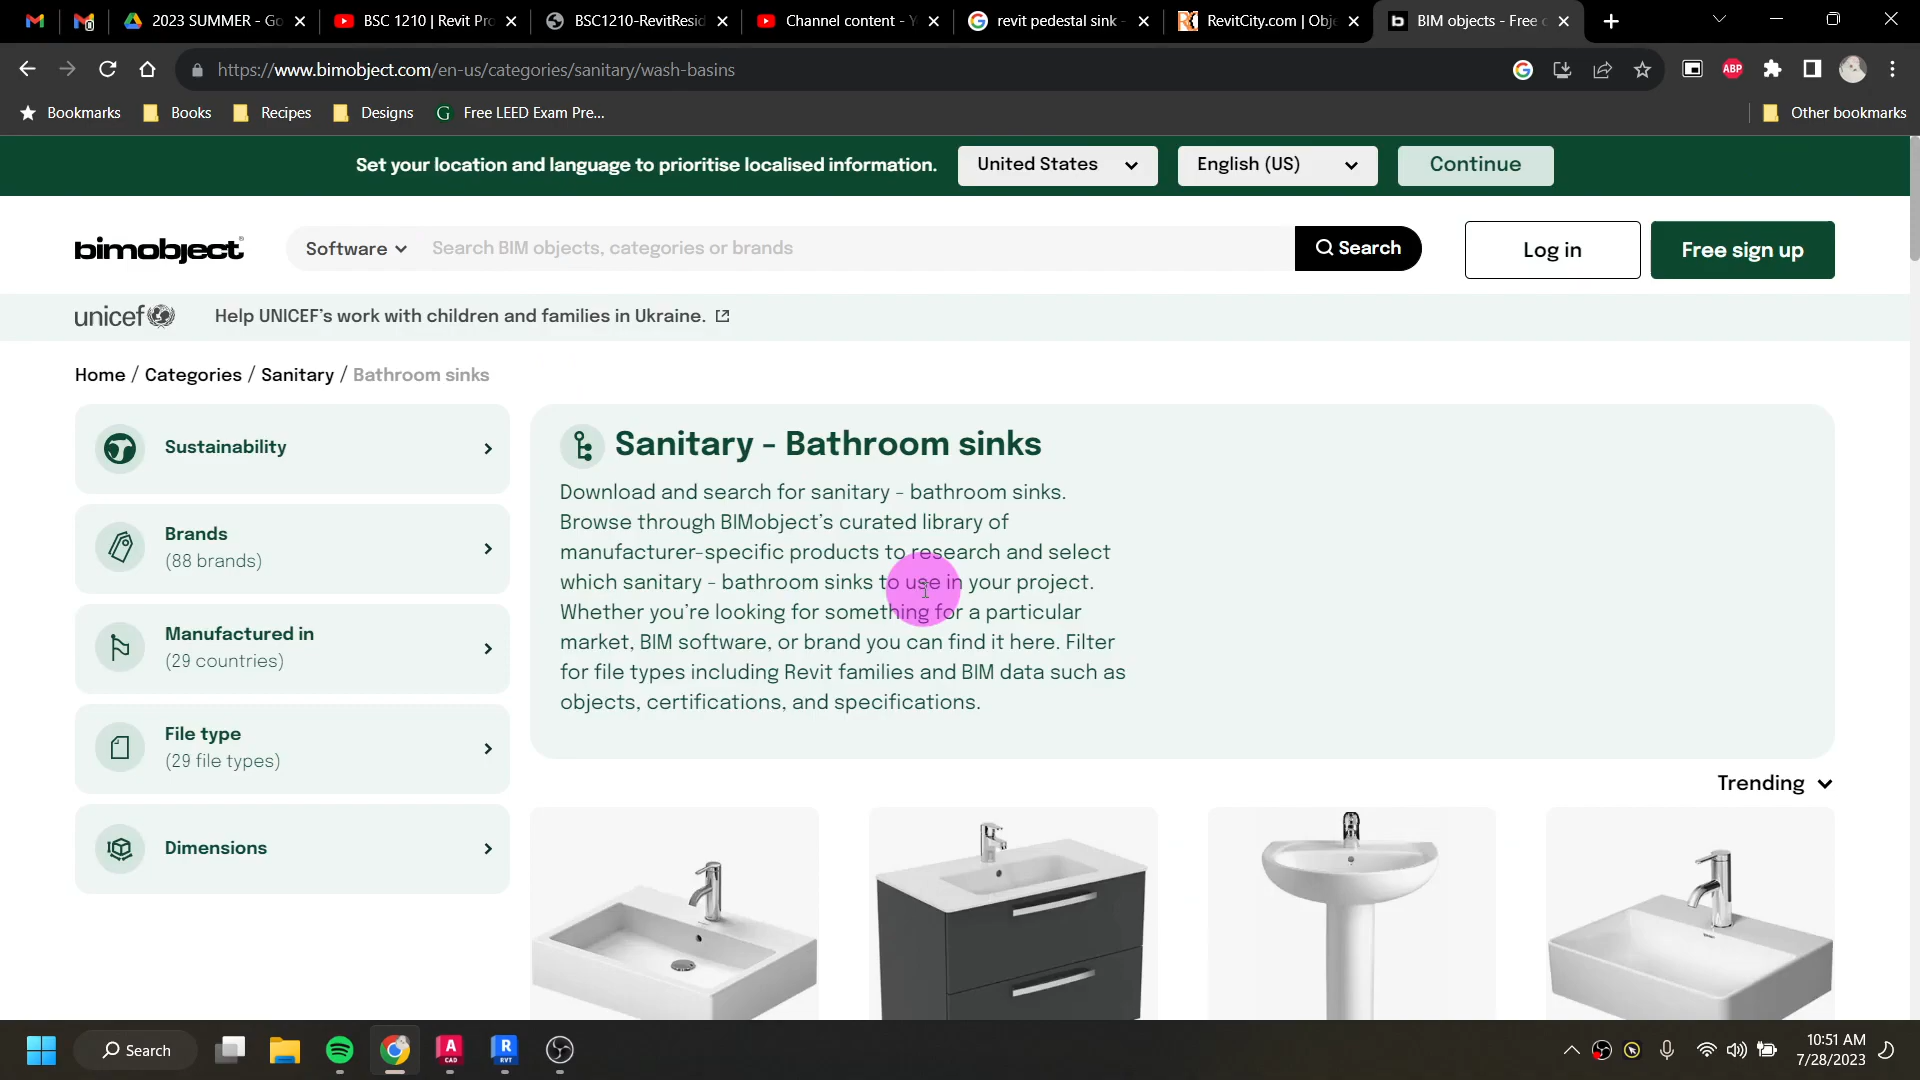 2023 SUMMER - Go
BSC 1210 | Revit Pro
BSC1210-RevitResid
Channel content - Y
revit pedestal sink -
RevitCity.com | Obje
BIM objects - Free c
https://www.bimobject.com/en-us/categories/sanitary/wash-basins
ABP
Bookmarks
Books
Recipes
Designs
Free LEED Exam Pre...
Other bookmarks
Set your location and language to prioritise localised information.
United States
English (US)
Continue
bimobject®
Software
Search BIM objects, categories or brands
Search
Log in
Free sign up
unicef
Help UNICEF's work with children and families in Ukraine.
Home / Categories / Sanitary / Bathroom sinks
Sustainability
Brands
(88 brands)
Manufactured in
(29 countries)
File type
(29 file types)
Dimensions
Sanitary - Bathroom sinks
Download and search for sanitary - bathroom sinks.
Browse through BIMobject's curated library of
manufacturer-specific products to research and select
which sanitary - bathroom sinks to use in your project.
Whether you're looking for something for a particular
market, BIM software, or brand you can find it here. Filter
for file types including Revit families and BIM data such as
objects, certifications, and specifications.
Trending
Search
A
CAD
R
RVT
10:51 AM
7/28/2023